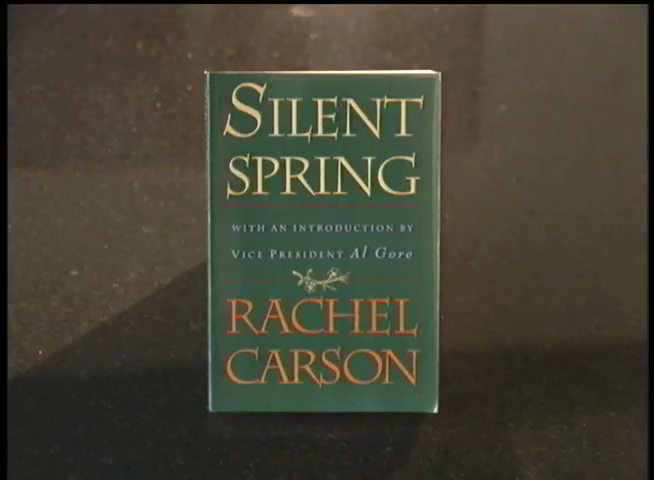 SILENT
SPRING
WITH AN INTRODUCTION BY
VICE PRESIDENT Al Gore
RACHEL
CARSON